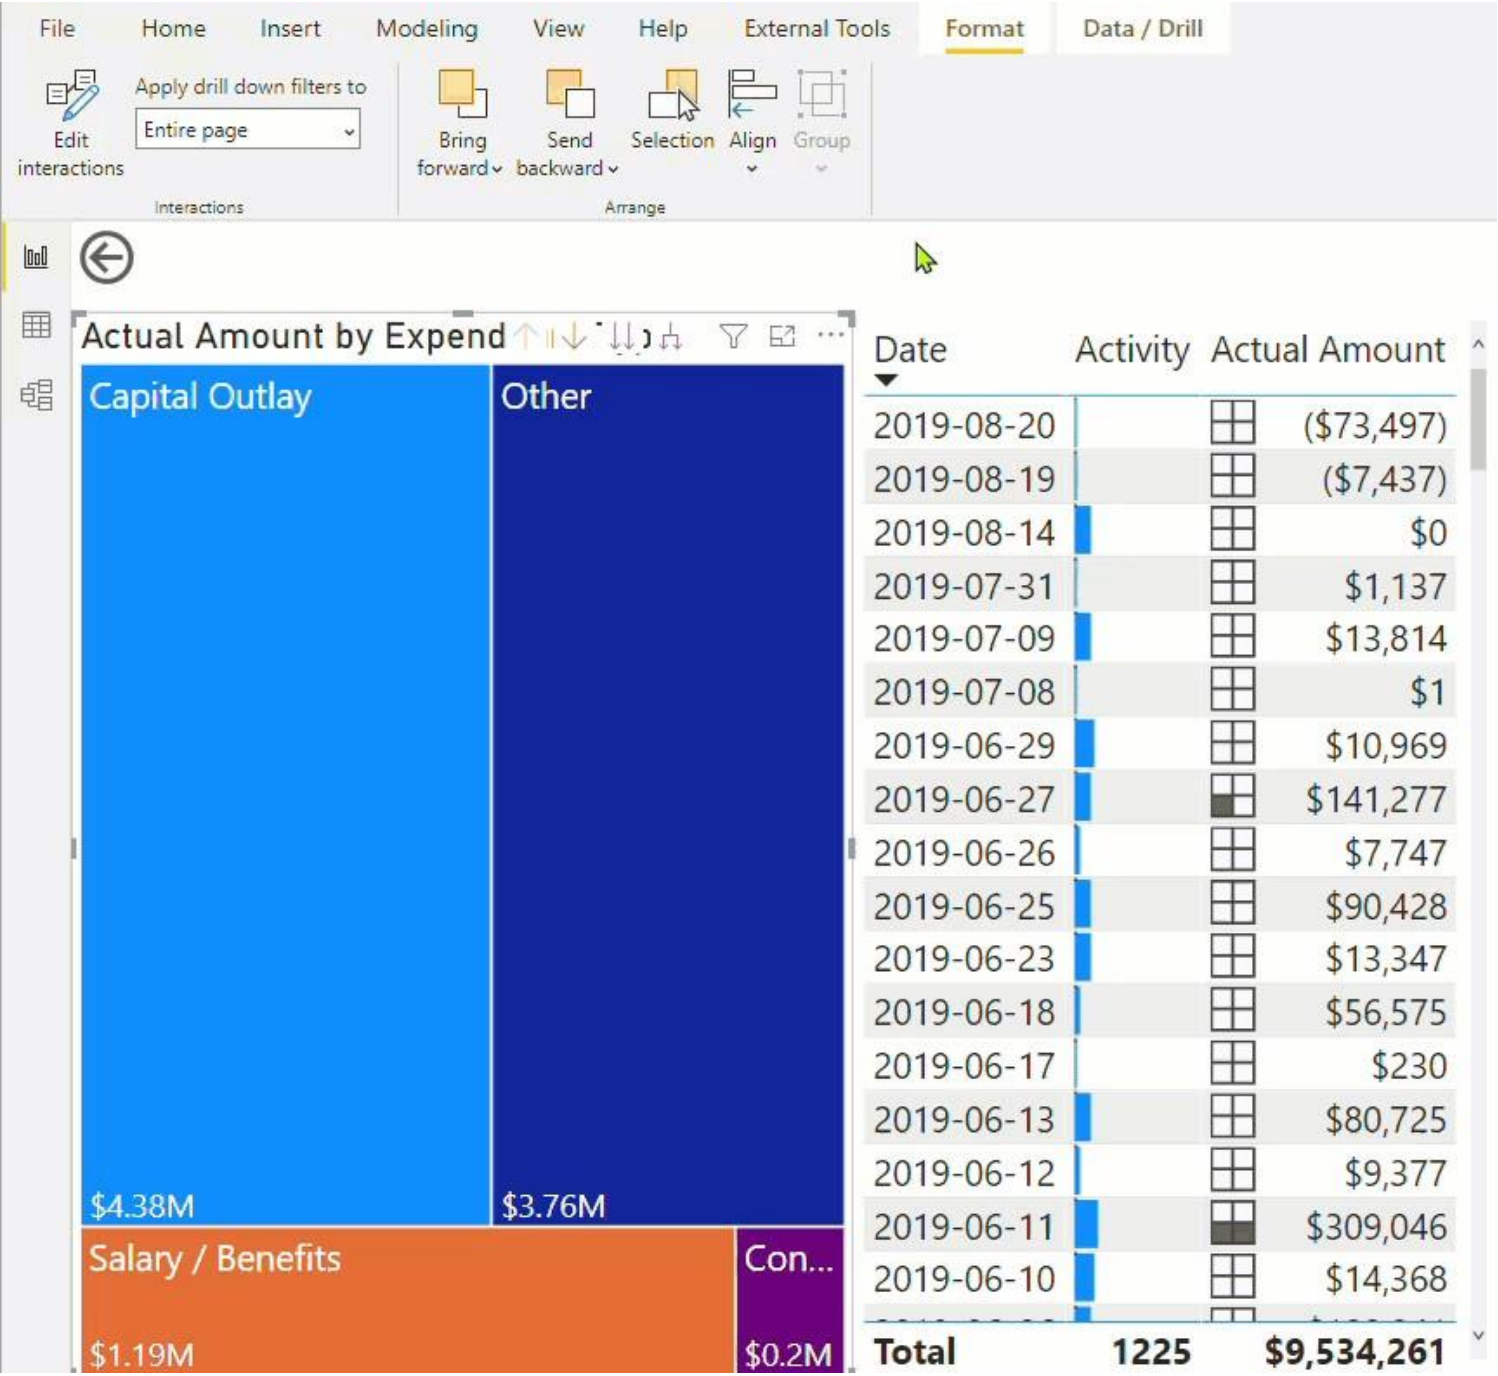 File Home Insert Modeling View Help External Tools Format Data / Drill
Apply drill down filters to
Entire page
Edit interactions
Bring forward
Send backward
Selection
Align
Group
Interactions
Arrange
Actual Amount by Expend
Capital Outlay
$4.38M
Other
$3.76M
Salary / Benefits
$1.19M
Con...
$0.2M
Date Activity Actual Amount
2019-08-20 ($73,497)
2019-08-19 ($7,437)
2019-08-14 $0
2019-07-31 $1,137
2019-07-09 $13,814
2019-07-08 $1
2019-06-29 $10,969
2019-06-27 $141,277
2019-06-26 $7,747
2019-06-25 $90,428
2019-06-23 $13,347
2019-06-18 $56,575
2019-06-17 $230
2019-06-13 $80,725
2019-06-12 $9,377
2019-06-11 $309,046
2019-06-10 $14,368
Total 1225 $9,534,261